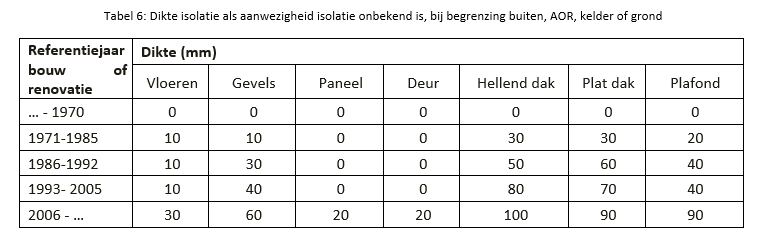 Tabel 6: Dikte isolatie als aanwezigheid isolatie onbekend is, bij begrenzing buiten, AOR, kelder of grond
Referentiejaar bouw of renovatie Dikte (mm)
Vloeren Gevels Paneel Deur Hellend dak Plat dak Plafond
... - 1970 0 0 0 0 0 0 0
1971-1985 10 10 0 0 30 30 20
1986-1992 10 30 0 0 50 60 40
1993- 2005 10 40 0 0 80 70 40
2006 - ... 30 60 20 20 100 90 90